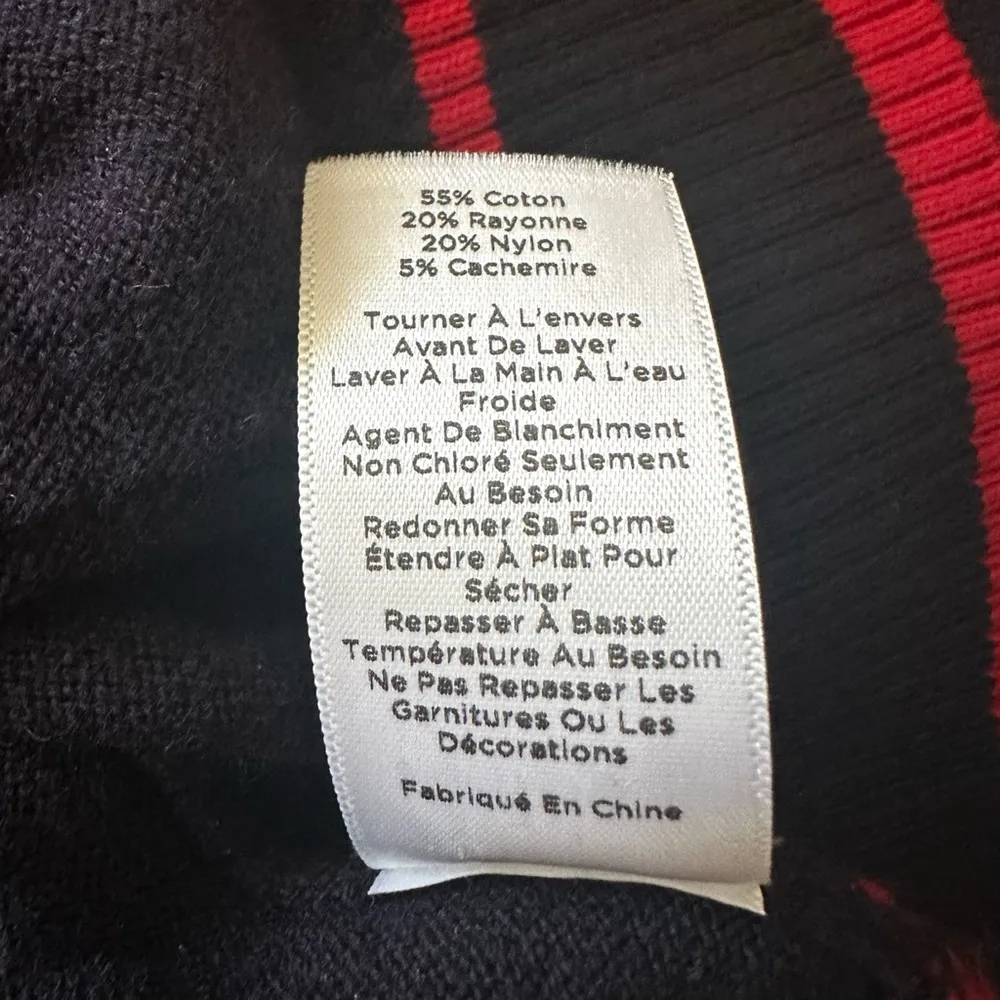 55% Coton
20% Rayonne
20% Nylon
5% Cachemire
Tourner À L'envers
Avant De Laver
Laver À La Main À L'eau
Froide
Agent De Blanchiment
Non Chloré Seulement
Au Besoin
Redonner Sa Forme
Étendre À Plat Pour
Sécher
Repasser À Basse
Température Au Besoin
Ne Pas Repasser Les
Garnitures Ou Les
Décorations
Fabriqué En Chine